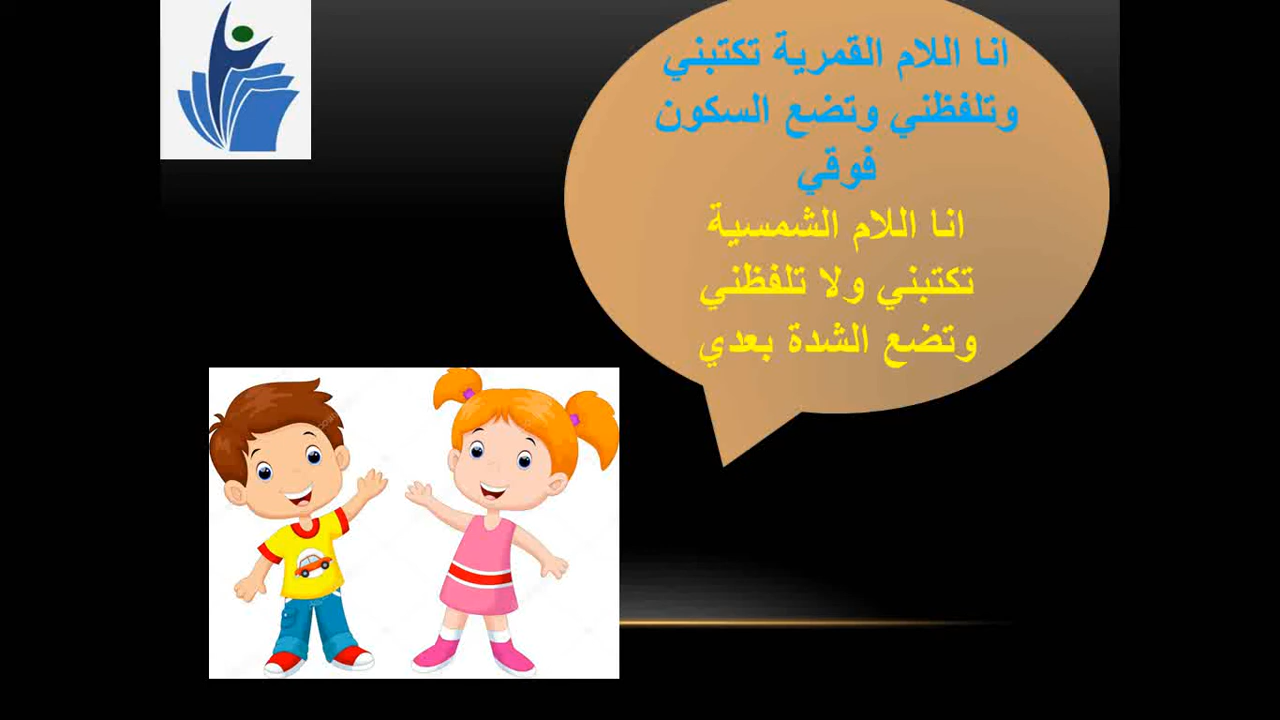 انا اللام القمرية تكتبني
وتلفظني وتضع السكون
فوقي
انا اللام الشمسية
تكتبني ولا تلفظني
وتضع الشدة بعدي